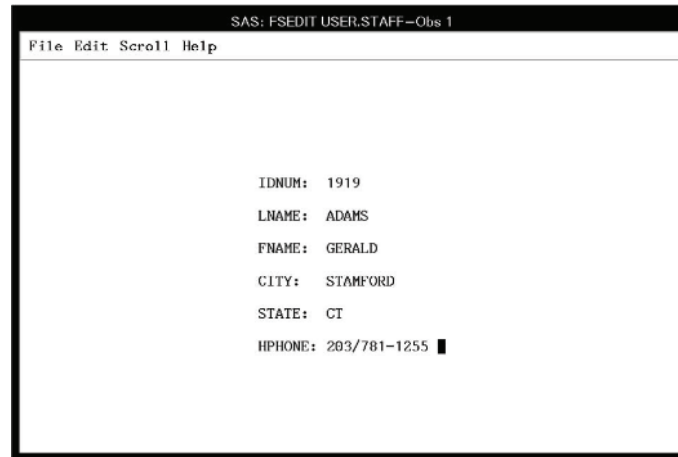 SAS: FSEDIT USER.STAFF—Obs 1
File Edit Scroll Help
IDNUM: 1919
LNAME: ADAMS
FNAME: GERALD
CITY: STAMFORD
STATE: CT
HPHONE: 203/781-1255